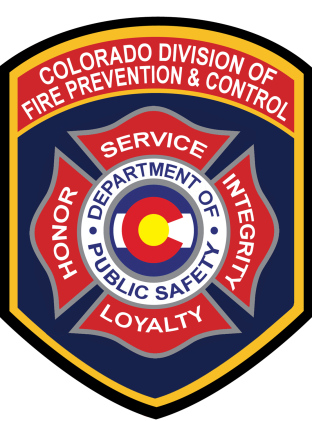 COLORADO DIVISION OF
FIRE PREVENTION & CONTROL
SERVICE
HONOR
INTEGRITY
LOYALTY
DEPARTMENT OF
• PUBLIC SAFETY •